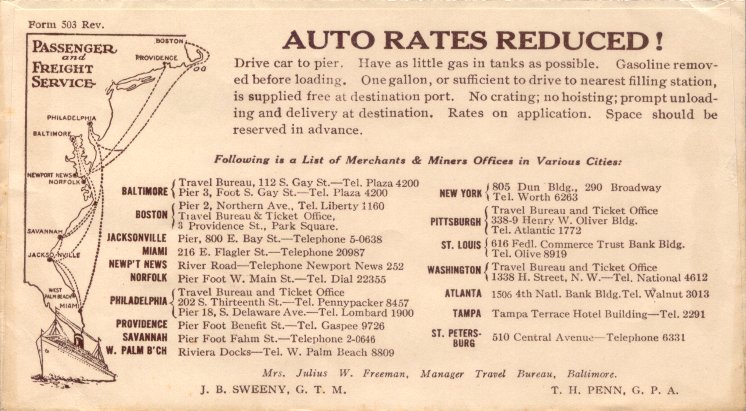 Form 503 Rev.
PASSENGER
and
FREIGHT
SERVICE
BOSTON
PROVIDENCE
PHILADELPHIA
BALTIMORE
NEWPORT NEWS
NORFOLK
SAVANNAH
JACKSONVILLE
WEST
PALM BEACH
MIAMI
AUTO RATES REDUCED!
Drive car to pier. Have as little gas in tanks as possible. Gasoline remov-
ed before loading. One gallon, or sufficient to drive to nearest filling station,
is supplied free at destination port. No crating; no hoisting; prompt unload-
ing and delivery at destination. Rates on application. Space should be
reserved in advance.
Following is a List of Merchants & Miners Offices in Various Cities:
BALTIMORE { Travel Bureau, 112 S. Gay St.—Tel. Plaza 4200
Pier 3, Foot S. Gay St.—Tel. Plaza 4200
BOSTON { Pier 2, Northern Ave., Tel. Liberty 1160
Travel Bureau & Ticket Office,
3 Providence St., Park Square.
JACKSONVILLE Pier, 800 E. Bay St.—Telephone 5-0638
MIAMI 216 E. Flagler St.—Telephone 20987
NEWP'T NEWS River Road—Telephone Newport News 252
NORFOLK Pier Foot W. Main St.—Tel. Dial 22355
PHILADELPHIA { Travel Bureau and Ticket Office
202 S. Thirteenth St.—Tel. Pennypacker 8457
Pier 18, S. Delaware Ave.—Tel. Lombard 1900
PROVIDENCE Pier Foot Benefit St.—Tel. Gaspee 9726
SAVANNAH Pier Foot Fahm St.—Telephone 2-0646
W. PALM B'CH Riviera Docks—Tel. W. Palm Beach 8809
NEW YORK { 805 Dun Bldg., 290 Broadway
Tel. Worth 6263
PITTSBURGH { Travel Bureau and Ticket Office
338-9 Henry W. Oliver Bldg.
Tel. Atlantic 1772
ST. LOUIS { 616 Fedl. Commerce Trust Bank Bldg.
Tel. Olive 8919
WASHINGTON { Travel Bureau and Ticket Office
1338 H. Street, N. W.—Tel. National 4612
ATLANTA 1506 4th Natl. Bank Bldg. Tel. Walnut 3013
TAMPA Tampa Terrace Hotel Building—Tel. 2291
ST. PETERS-
BURG 510 Central Avenue—Telephone 6331
Mrs. Julius W. Freeman, Manager Travel Bureau, Baltimore.
J. B. SWEENY, G. T. M. T. H. PENN, G. P. A.